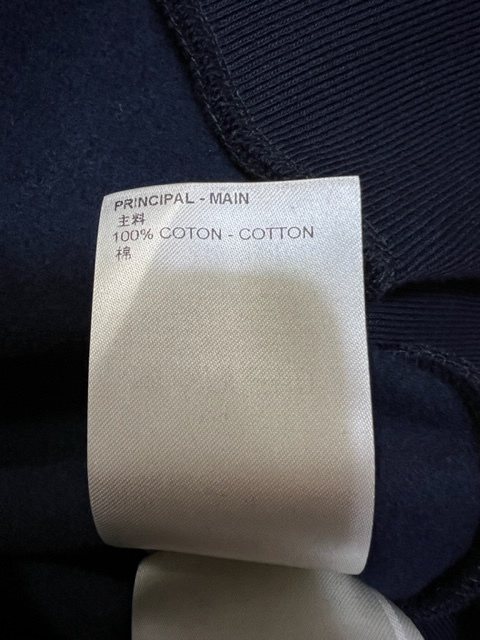 PRINCIPAL - MAIN
主料
100% COTON - COTTON
棉